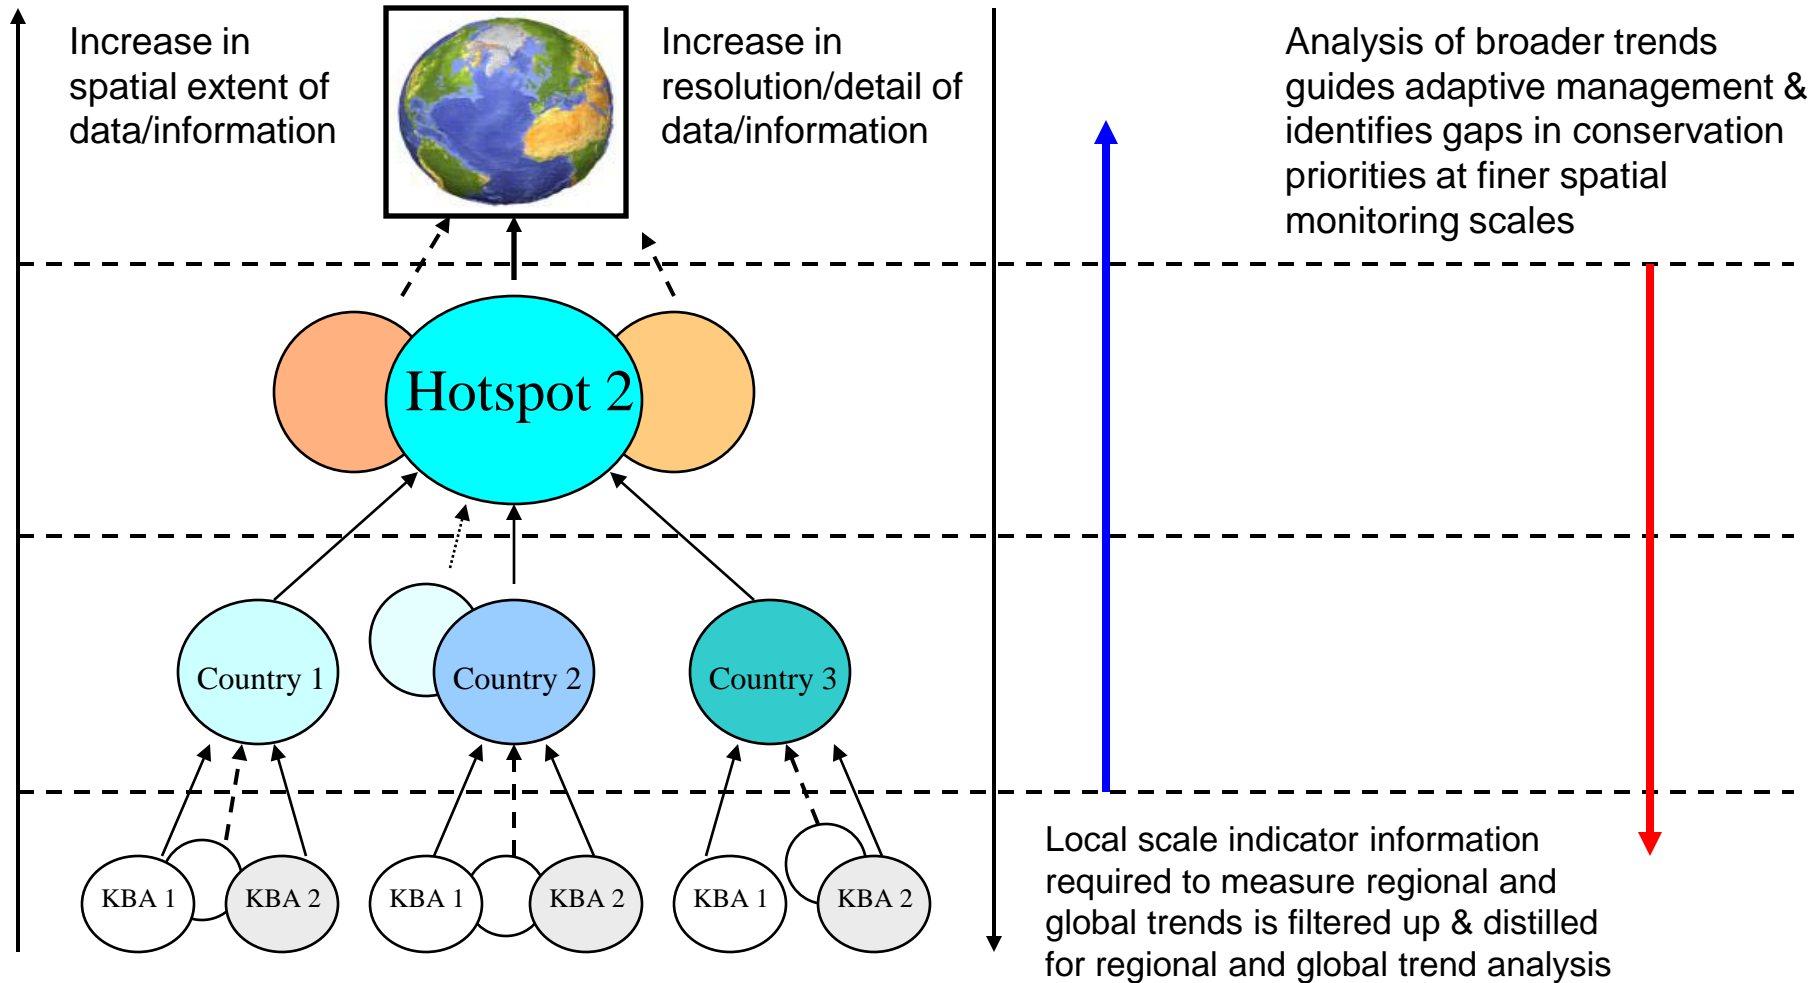 Increase in
spatial extent of
data/information
Increase in
resolution/detail of
data/information
Analysis of broader trends
guides adaptive management &
identifies gaps in conservation
priorities at finer spatial
monitoring scales
Hotspot 2
Country 1
Country 2
Country 3
KBA 1
KBA 2
KBA 1
KBA 2
KBA 1
KBA 2
Local scale indicator information
required to measure regional and
global trends is filtered up & distilled
for regional and global trend analysis